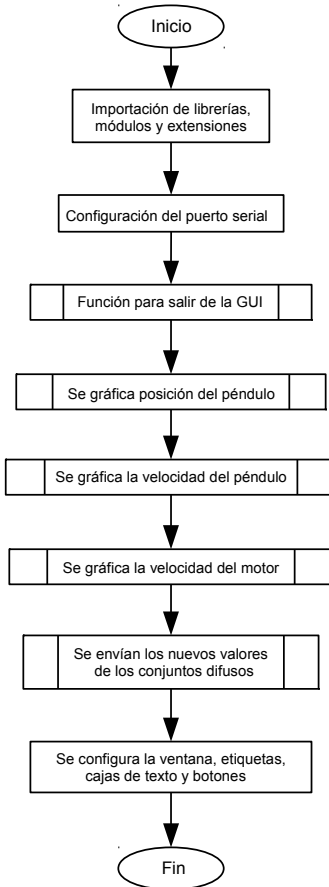 Inicio
Importación de librerías,
módulos y extensiones
Configuración del puerto serial
Función para salir de la GUI
Se gráfica posición del péndulo
Se gráfica la velocidad del péndulo
Se gráfica la velocidad del motor
Se envían los nuevos valores
de los conjuntos difusos
Se configura la ventana, etiquetas,
cajas de texto y botones
Fin